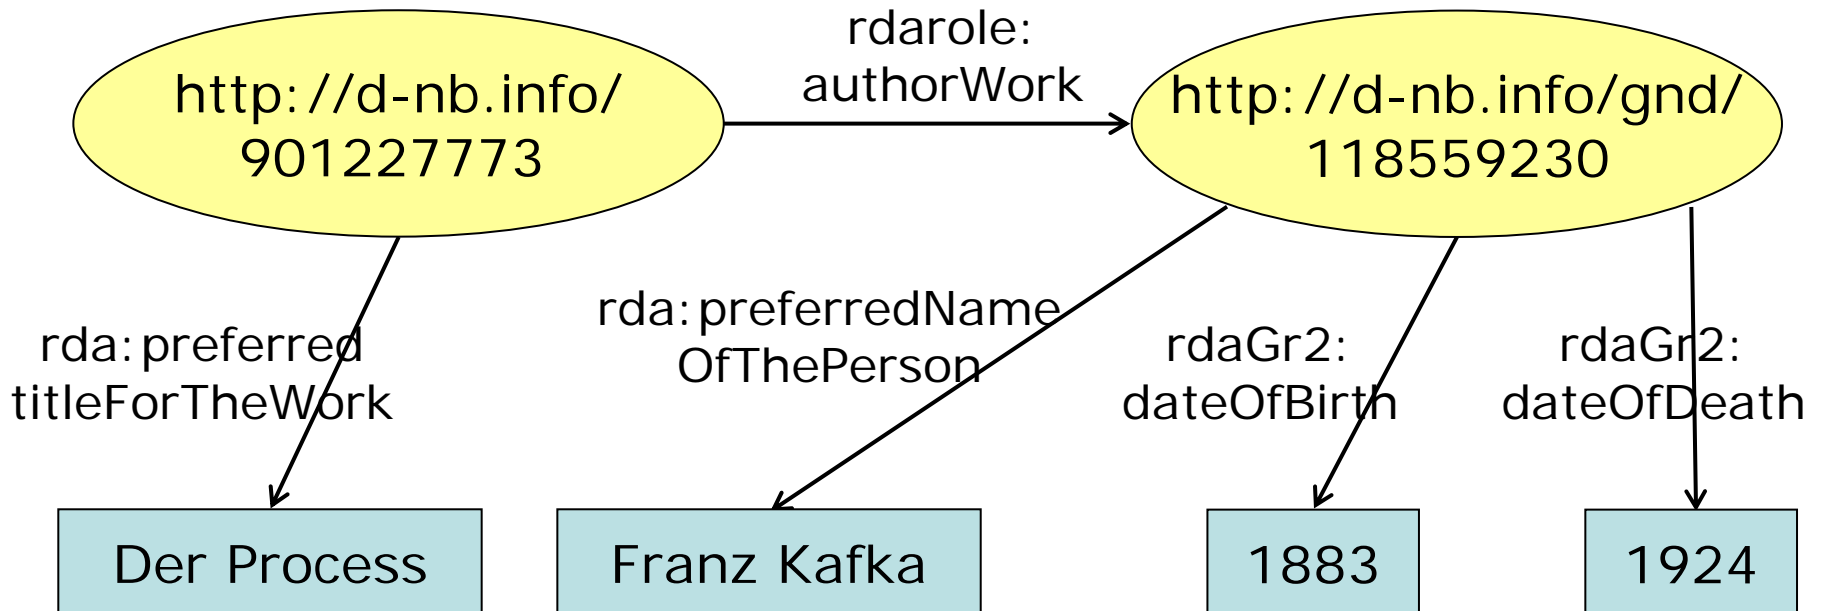 rdarole:
authorWork
http://d-nb.info/
901227773
http://d-nb.info/gnd/
118559230
rda:preferred
titleForTheWork
rda:preferredName
OfThePerson
rdaGr2:
dateOfBirth
rdaGr2:
dateOfDeath
Der Process
Franz Kafka
1883
1924